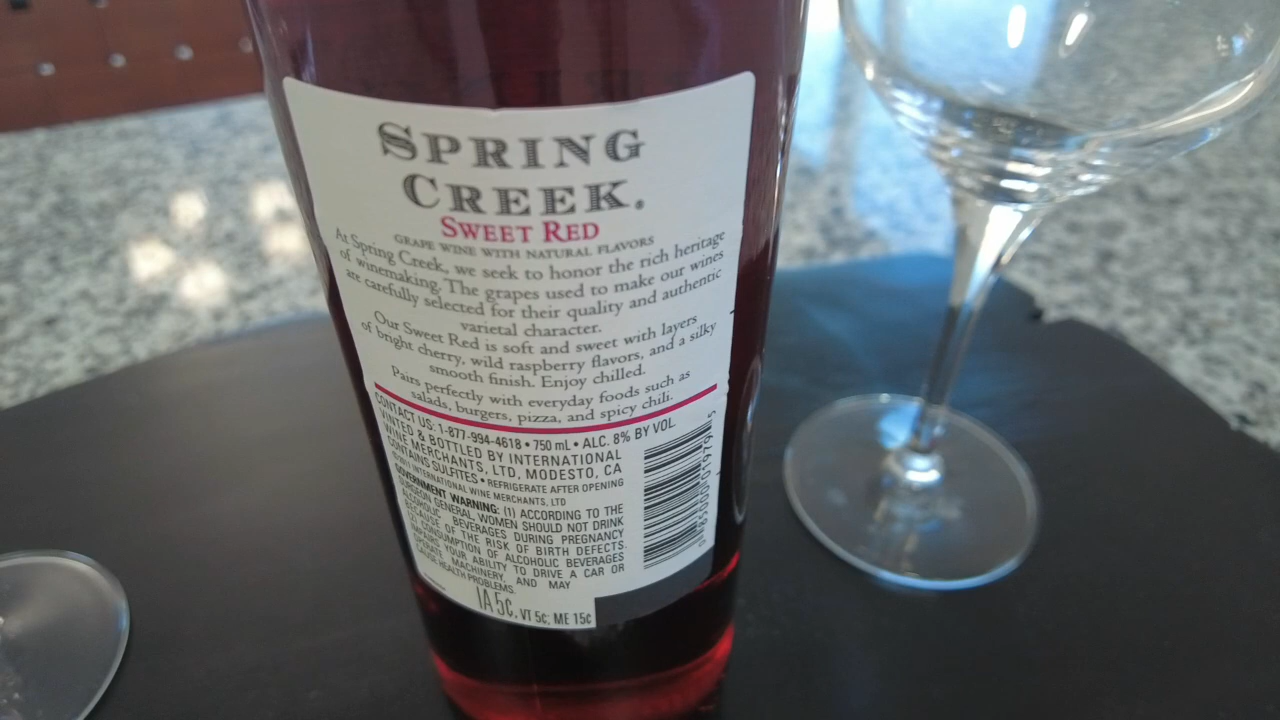 SPRING
CREEK.
SWEET RED
GRAPE WINE WITH NATURAL FLAVORS
At Spring Creek, we seek to honor the rich heritage
of winemaking. The grapes used to make our wines
are carefully selected for their quality and authentic
varietal character.
Our Sweet Red is soft and sweet with layers
of bright cherry, wild raspberry flavors, and a silky
smooth finish. Enjoy chilled.
Pairs perfectly with everyday foods such as
salads, burgers, pizza, and spicy chili.
CONTACT US: 1-877-994-4618 • 750 mL • ALC. 8% BY VOL.
VINTED & BOTTLED BY INTERNATIONAL
WINE MERCHANTS, LTD, MODESTO, CA
CONTAINS SULFITES • REFRIGERATE AFTER OPENING
INTERNATIONAL WINE MERCHANTS, LTD
GOVERNMENT WARNING: (1) ACCORDING TO THE
SURGEON GENERAL, WOMEN SHOULD NOT DRINK
ALCOHOLIC BEVERAGES DURING PREGNANCY
BECAUSE OF THE RISK OF BIRTH DEFECTS.
CONSUMPTION OF ALCOHOLIC BEVERAGES
IMPAIRS YOUR ABILITY TO DRIVE A CAR OR
OPERATE MACHINERY, AND MAY
CAUSE HEALTH PROBLEMS.
IA 5¢, VT 5¢; ME 15¢